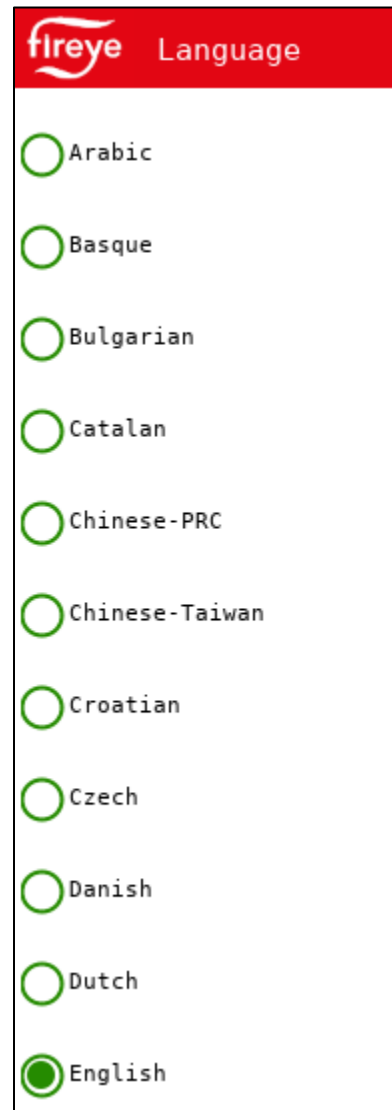 fireye Language
Arabic
Basque
Bulgarian
Catalan
Chinese-PRC
Chinese-Taiwan
Croatian
Czech
Danish
Dutch
English